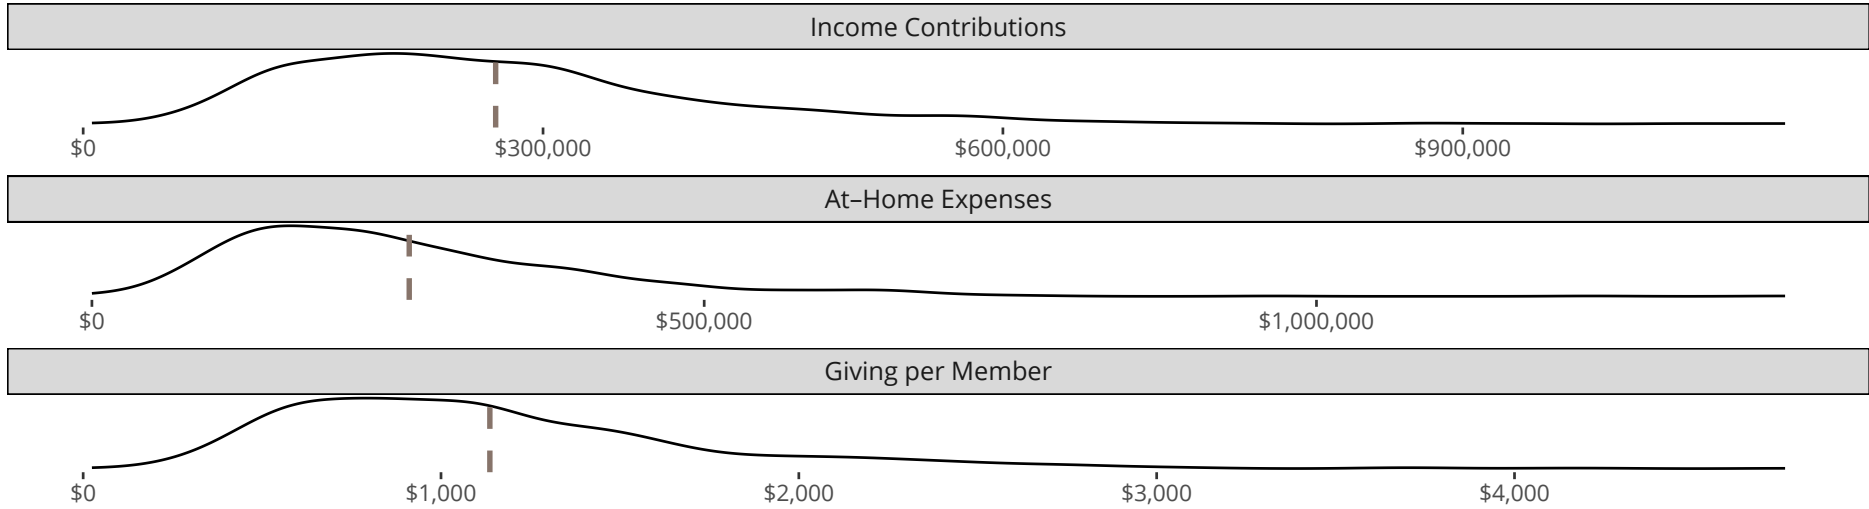 Income Contributions
$0 $300,000 $600,000 $900,000
At–Home Expenses
$0 $500,000 $1,000,000
Giving per Member
$0 $1,000 $2,000 $3,000 $4,000